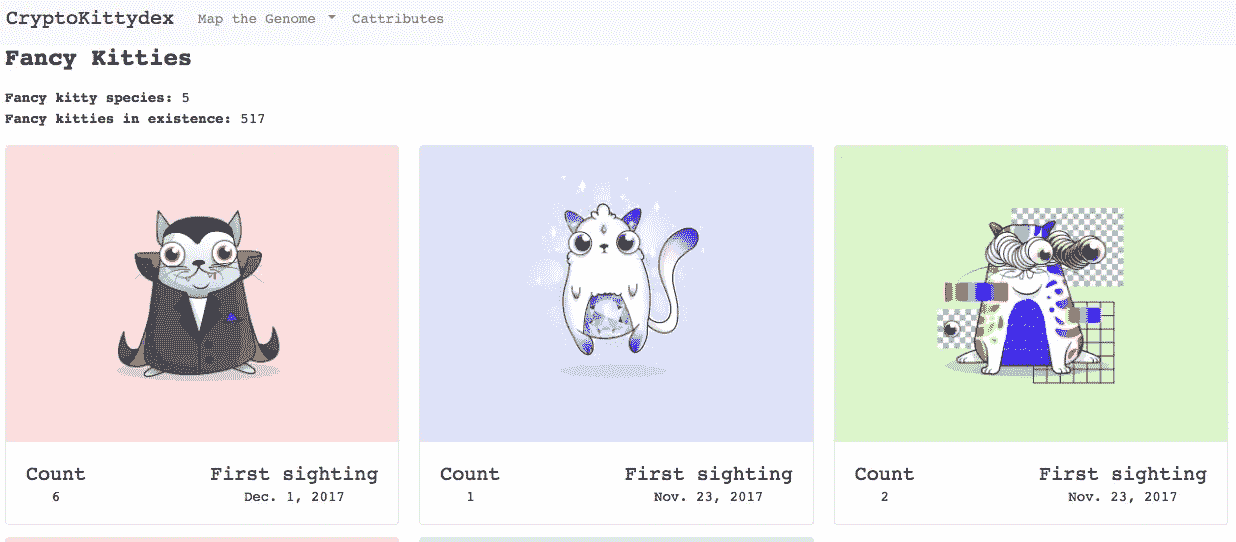 CryptoKittydex Map the Genome Cattributes
Fancy Kitties
Fancy kitty species: 5
Fancy kitties in existence: 517
Count First sighting Count First sighting Count First sighting
6 Dec. 1, 2017 1 Nov. 23, 2017 2 Nov. 23, 2017